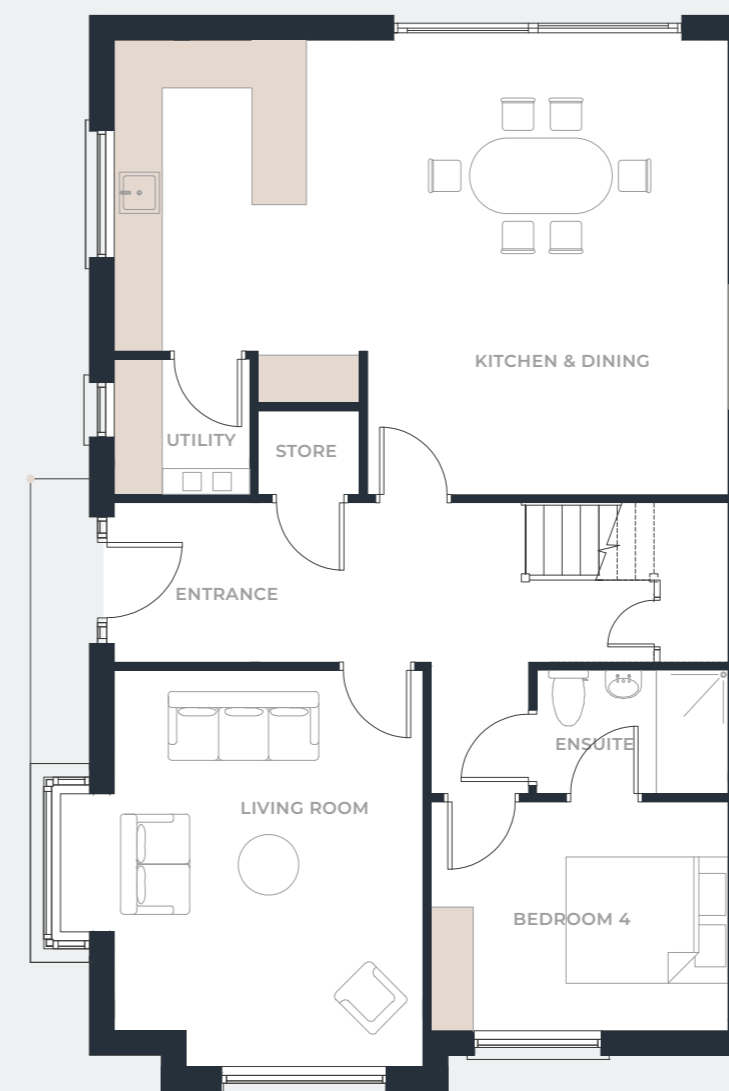 KITCHEN & DINING
UTILITY
STORE
ENTRANCE
ENSUITE
LIVING ROOM
BEDROOM 4